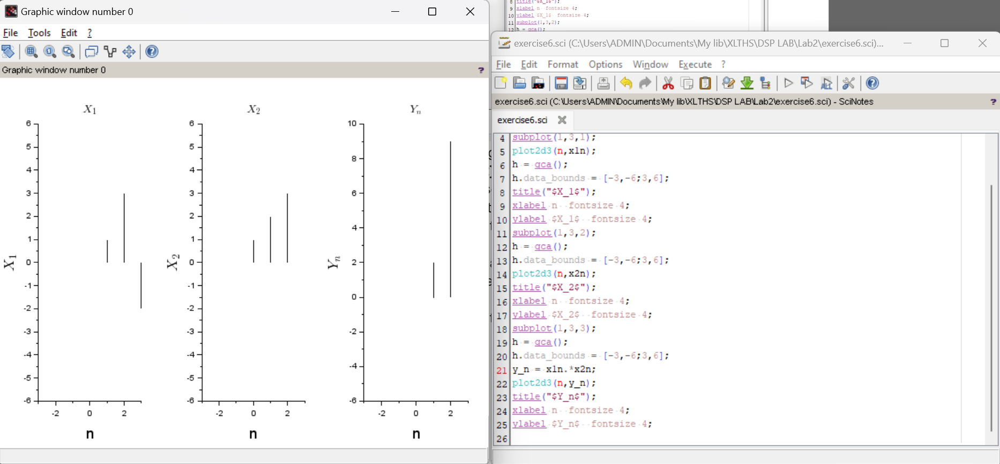 Graphic window number 0
File Tools Edit ?
Graphic window number 0 ?
X1 X2 Yn
6 5 4 3 2 1 0 -1 -2 -3 -4 -5 -6
X1
-2 0 2
n
6 5 4 3 2 1 0 -1 -2 -3 -4 -5 -6
X2
-2 0 2
n
10 8 6 4 2 0 -2 -4 -6
Yn
-2 0 2
n
8 title("$X_1$");
9 xlabel n fontsize 4;
10 ylabel $X_1$ fontsize 4;
11 subplot(1,3,2);
12 h = gca();
exercise6.sci (C:\Users\ADMIN\Documents\My lib\XLTHS\DSP LAB\Lab2\exercise6.sci)...
File Edit Format Options Window Execute ?
exercise6.sci (C:\Users\ADMIN\Documents\My lib\XLTHS\DSP LAB\Lab2\exercise6.sci) - SciNotes ?
exercise6.sci
4 subplot(1,3,1);
5 plot2d3(n,x1n);
6 h = gca();
7 h.data_bounds = [-3,-6;3,6];
8 title("$X_1$");
9 xlabel n fontsize 4;
10 ylabel $X_1$ fontsize 4;
11 subplot(1,3,2);
12 h = gca();
13 h.data_bounds = [-3,-6;3,6];
14 plot2d3(n,x2n);
15 title("$X_2$");
16 xlabel n fontsize 4;
17 ylabel $X_2$ fontsize 4;
18 subplot(1,3,3);
19 h = gca();
20 h.data_bounds = [-3,-6;3,6];
21 y_n = x1n.*x2n;
22 plot2d3(n,y_n);
23 title("$Y_n$");
24 xlabel n fontsize 4;
25 ylabel $Y_n$ fontsize 4;
26